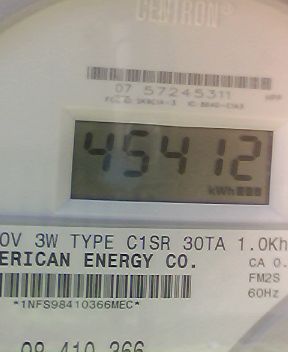 CENTRON®
07 57245311
45412
kWh
0V 3W TYPE C1SR 30TA 1.0Kh
ERICAN ENERGY CO.
CA 0.
FM2S
60Hz
*1NFS98410366MEC*
98 410 366